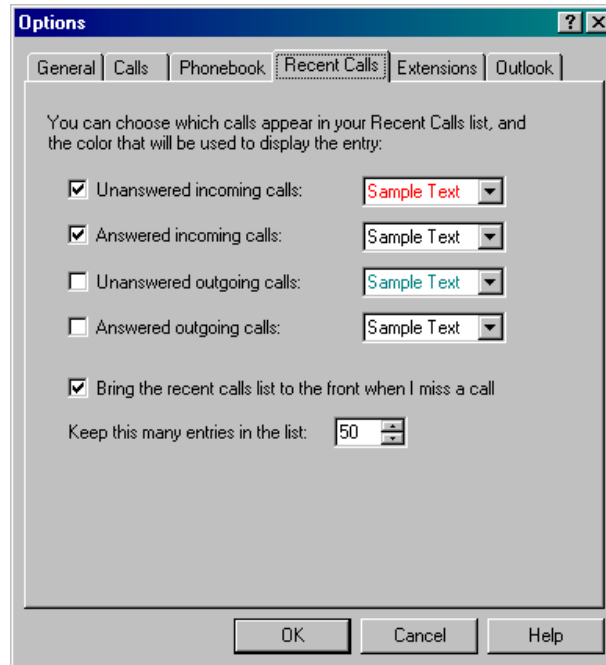 Options
General Calls Phonebook Recent Calls Extensions Outlook
You can choose which calls appear in your Recent Calls list, and
the color that will be used to display the entry:
Unanswered incoming calls: Sample Text
Answered incoming calls: Sample Text
Unanswered outgoing calls: Sample Text
Answered outgoing calls: Sample Text
Bring the recent calls list to the front when I miss a call
Keep this many entries in the list: 50
OK Cancel Help